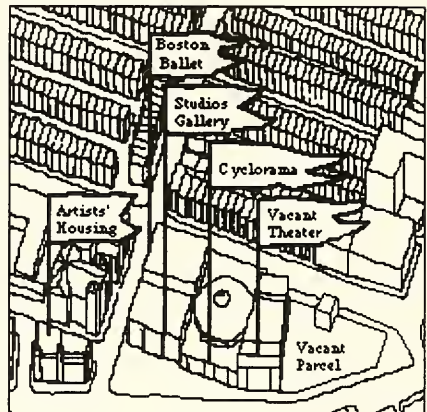 Boston
Ballet
Studios
Gallery
Cyclorama
Artists'
Housing
Vacant
Theater
Vacant
Parcel